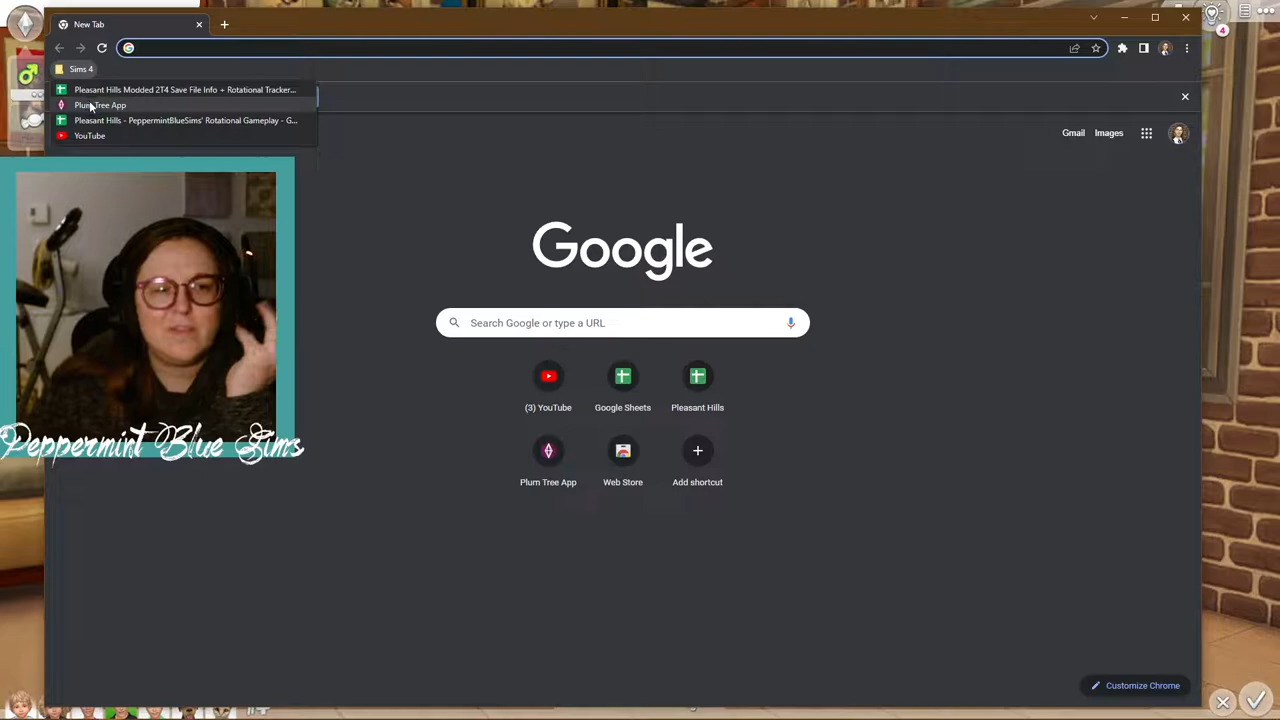 New Tab
Sims 4
Pleasant Hills Modded 2T4 Save File Info + Rotational Tracker...
Plum Tree App
Pleasant Hills - PeppermintBlueSims' Rotational Gameplay - G...
YouTube
4
Gmail
Images
Google
Search Google or type a URL
(3) YouTube
Google Sheets
Pleasant Hills
Plum Tree App
Web Store
Add shortcut
Peppermint Blue Sims
Customize Chrome